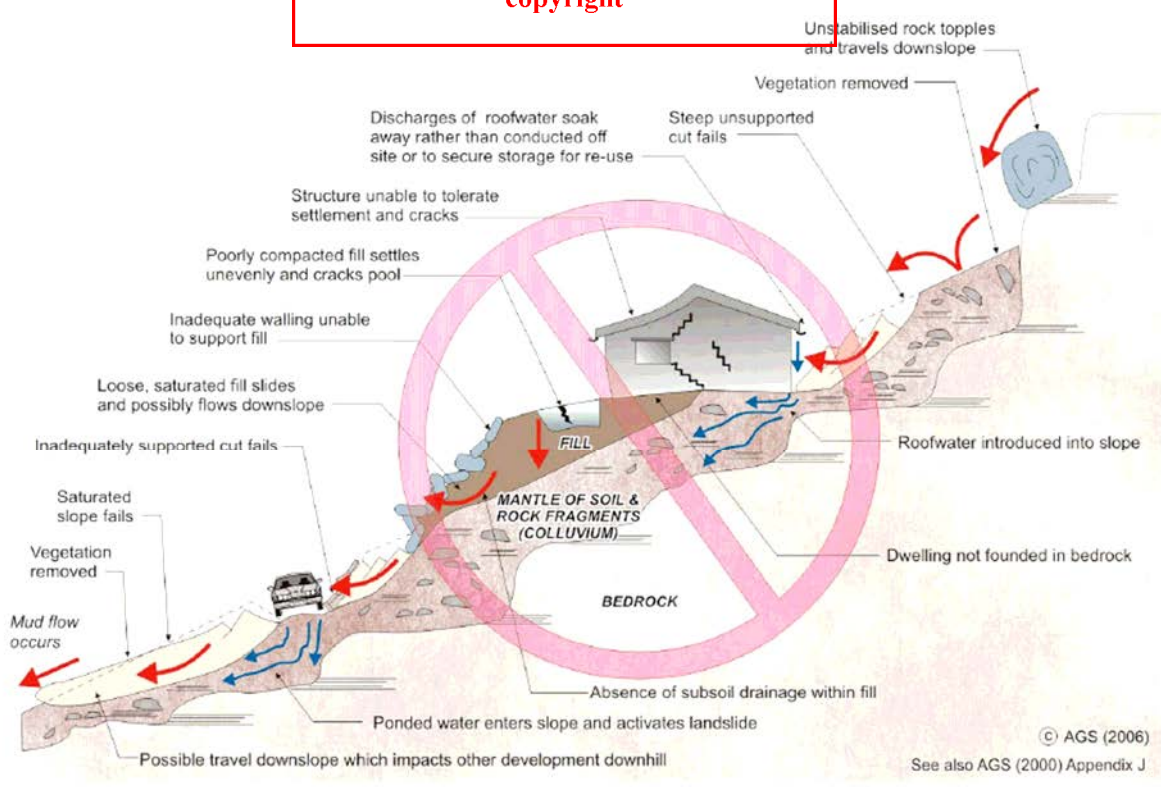 copyright
Unstabilised rock topples
and travels downslope
Vegetation removed
Discharges of roofwater soak
away rather than conducted off
site or to secure storage for re-use
Steep unsupported
cut fails
Structure unable to tolerate
settlement and cracks
Poorly compacted fill settles
unevenly and cracks pool
Inadequate walling unable
to support fill
Loose, saturated fill slides
and possibly flows downslope
Inadequately supported cut fails
Roofwater introduced into slope
FILL
MANTLE OF SOIL &
ROCK FRAGMENTS
(COLLUVIUM)
Saturated
slope fails
Vegetation
removed
Dwelling not founded in bedrock
BEDROCK
Mud flow
occurs
Absence of subsoil drainage within fill
Ponded water enters slope and activates landslide
Possible travel downslope which impacts other development downhill
© AGS (2006)
See also AGS (2000) Appendix J